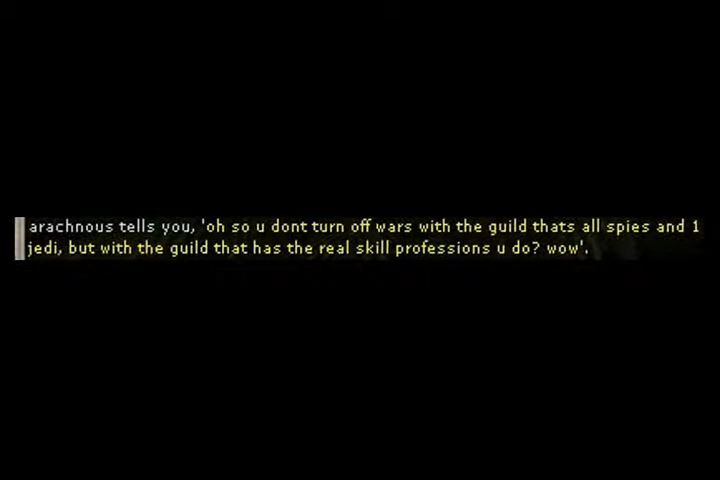 arachnous tells you, 'oh so u dont turn off wars with the guild thats all spies and 1
jedi, but with the guild that has the real skill professions u do? wow'.